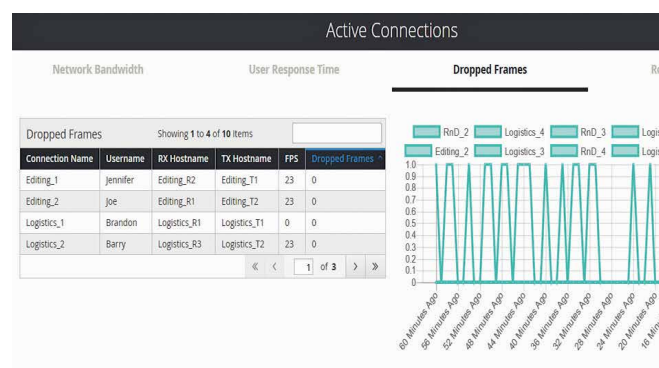 Active Connections
Network Bandwidth User Response Time Dropped Frames R
Dropped Frames Showing 1 to 4 of 10 items
Connection Name Username RX Hostname TX Hostname FPS Dropped Frames
Editing_1 Jennifer Editing_R2 Editing_T1 23 0
Editing_2 Joe Editing_R1 Editing_T2 23 0
Logistics_1 Brandon Logistics_R1 Logistics_T1 0 0
Logistics_2 Barry Logistics_R3 Logistics_T2 23 0
« < 1 of 3 > »
RnD_2 Logistics_4 RnD_3 Logis
Editing_2 Logistics_3 RnD_4 Logis
1.0
0.9
0.8
0.7
0.6
0.5
0.4
0.3
0.2
0.1
0
60 Minutes Ago
56 Minutes Ago
52 Minutes Ago
48 Minutes Ago
44 Minutes Ago
40 Minutes Ago
36 Minutes Ago
32 Minutes Ago
28 Minutes Ago
24 Minutes Ago
20 Minutes Ago
16 Min